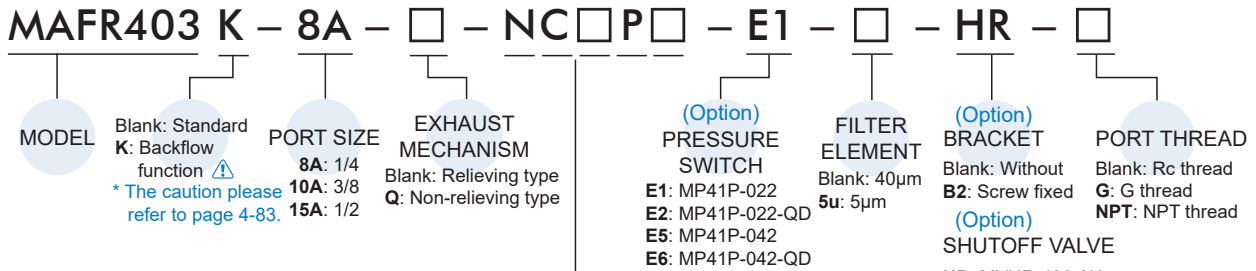 MAFR403 K – 8A – □ – NC□P□ – E1 – □ – HR – □
MODEL
Blank: Standard
K: Backflow
function ⚠
* The caution please
refer to page 4-83.
PORT SIZE
8A: 1/4
10A: 3/8
15A: 1/2
EXHAUST
MECHANISM
Blank: Relieving type
Q: Non-relieving type
(Option)
PRESSURE
SWITCH
E1: MP41P-022
E2: MP41P-022-QD
E5: MP41P-042
E6: MP41P-042-QD
FILTER
ELEMENT
Blank: 40μm
5u: 5μm
(Option)
BRACKET
Blank: Without
B2: Screw fixed
(Option)
SHUTOFF VALVE
PORT THREAD
Blank: Rc thread
G: G thread
NPT: NPT thread